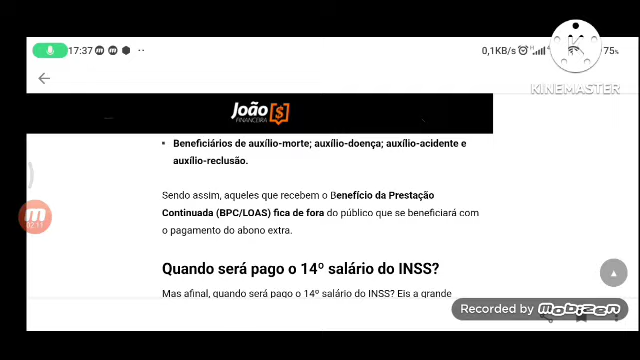 17:37
0,1KB/s
75%
KINEMASTER
João
FINANCEIRA
Beneficiários de auxílio-morte; auxílio-doença; auxílio-acidente e
auxílio-reclusão.
Sendo assim, aqueles que recebem o Benefício da Prestação
Continuada (BPC/LOAS) fica de fora do público que se beneficiará com
o pagamento do abono extra.
02:17
Quando será pago o 14º salário do INSS?
Mas afinal, quando será pago o 14º salário do INSS? Eis a grande
Recorded by MOBIZEN